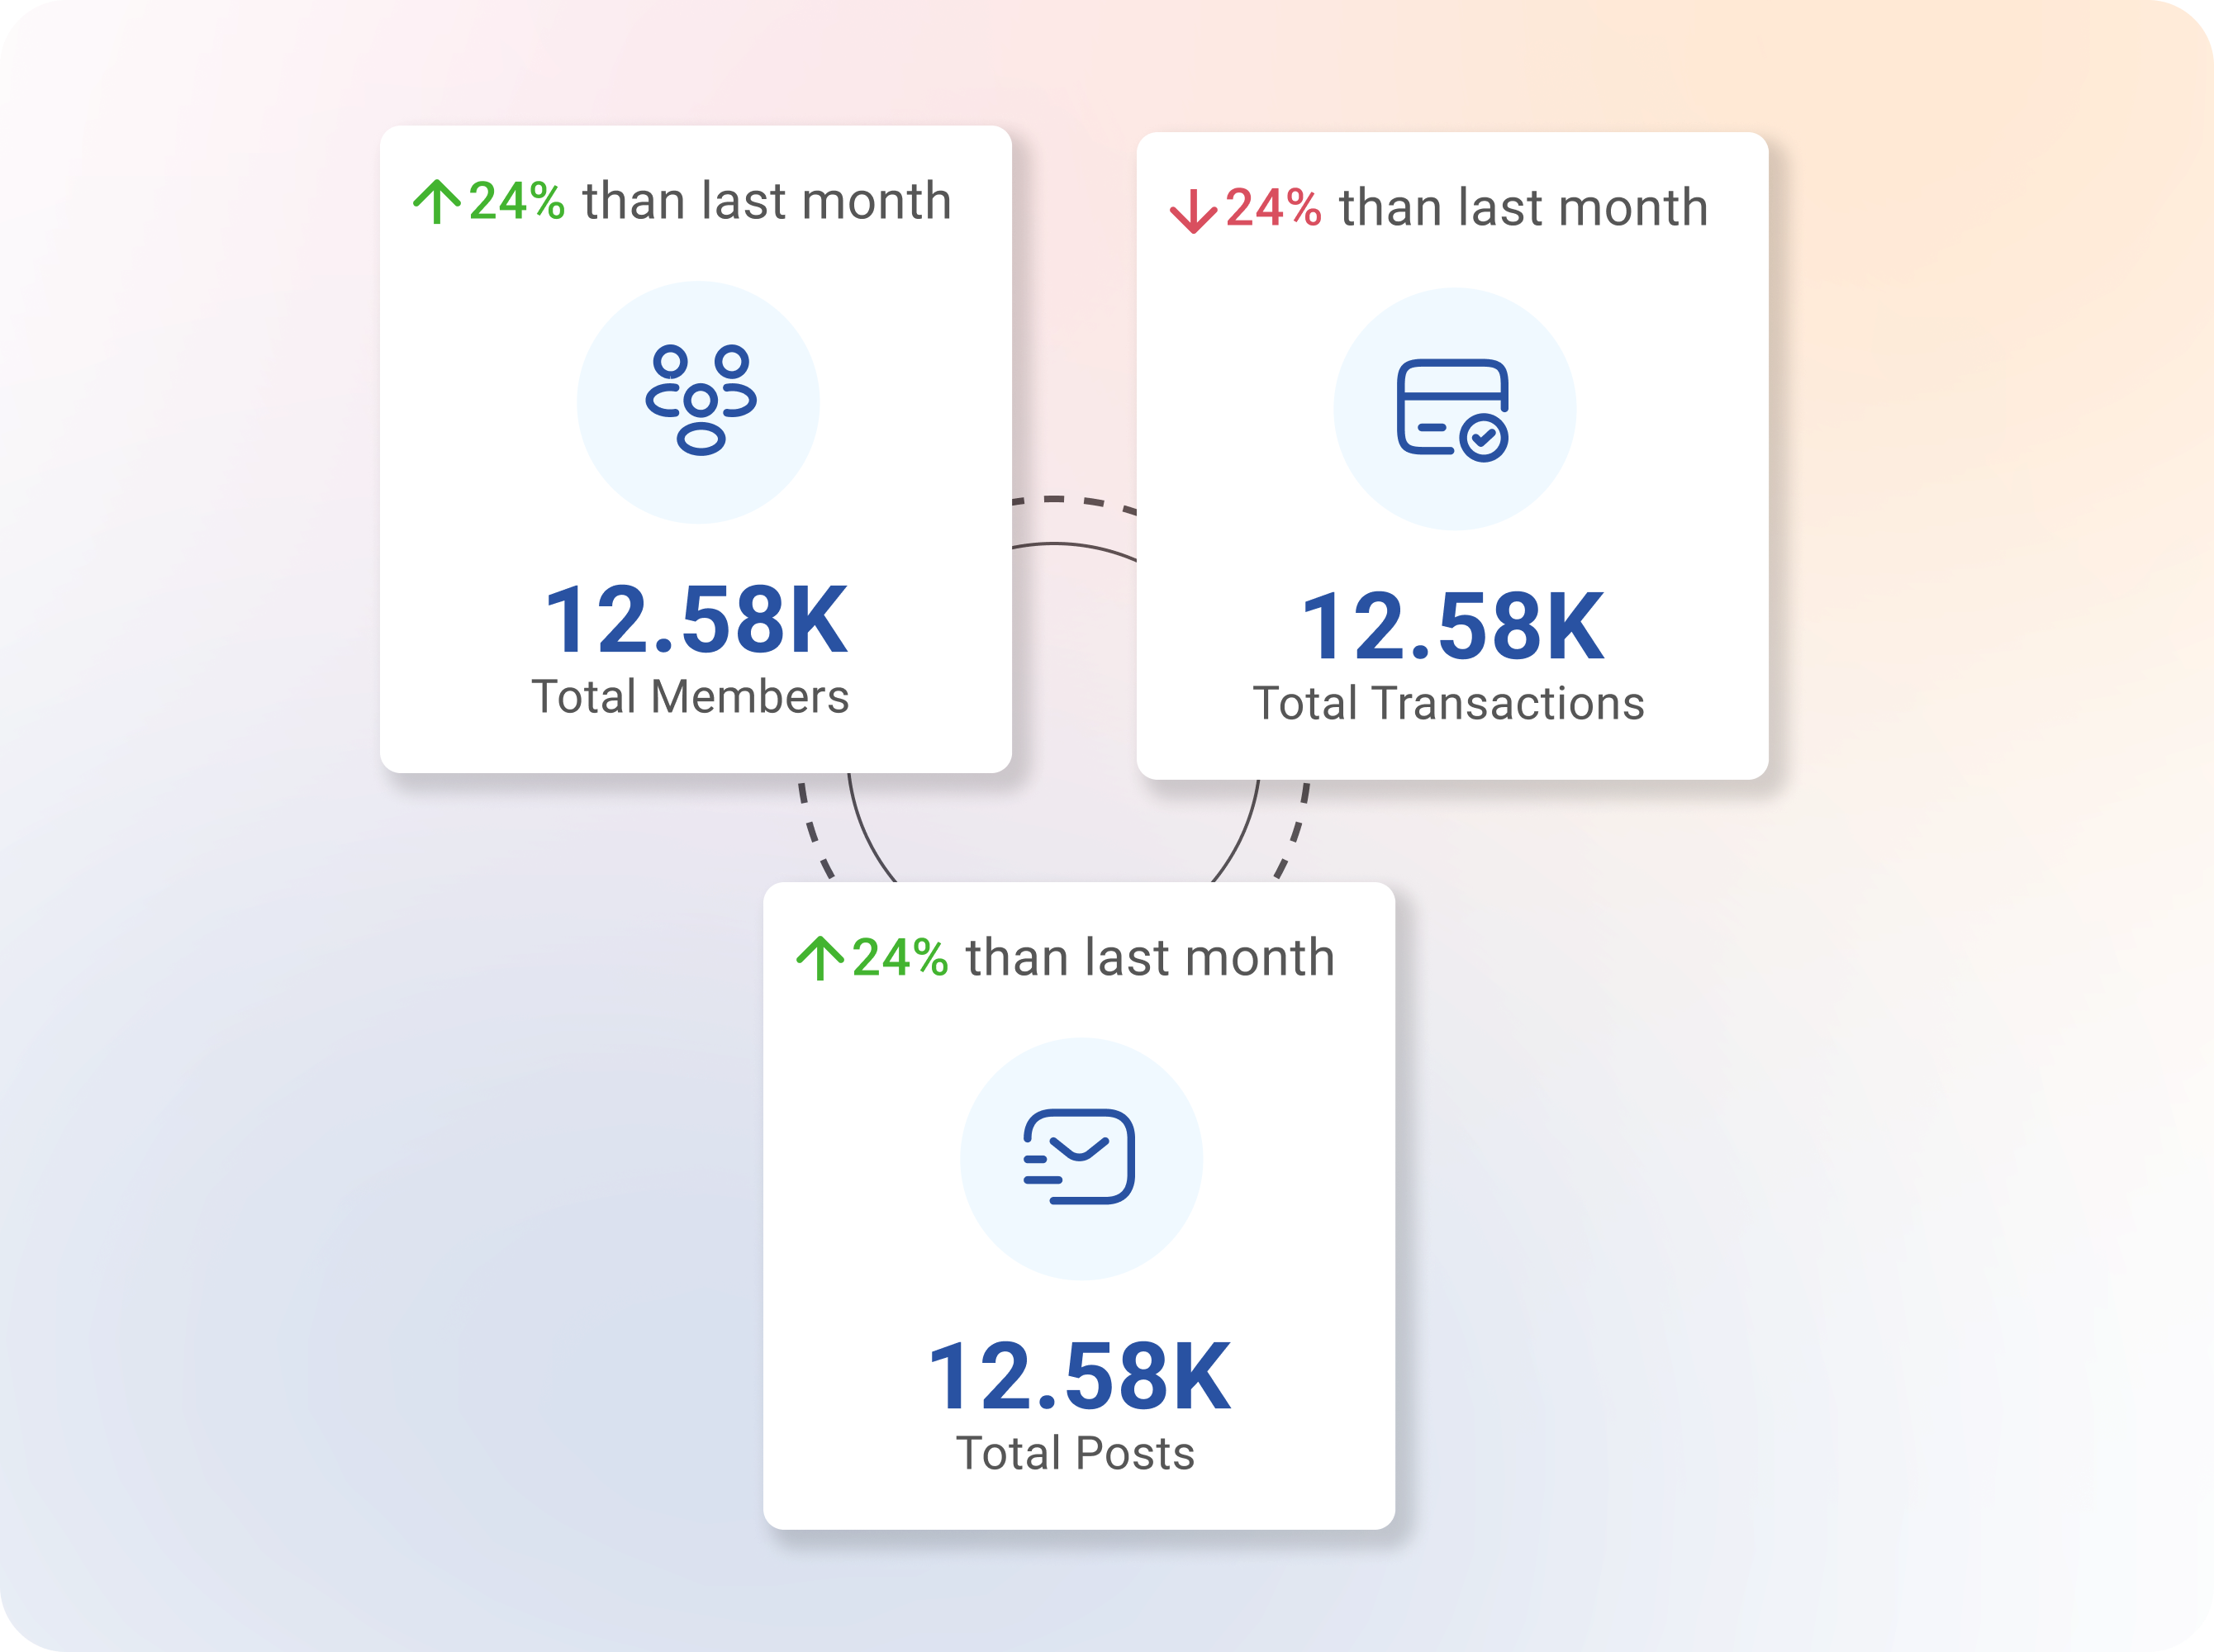 24% than last month
12.58K
Total Members
24% than last month
12.58K
Total Transactions
24% than last month
12.58K
Total Posts